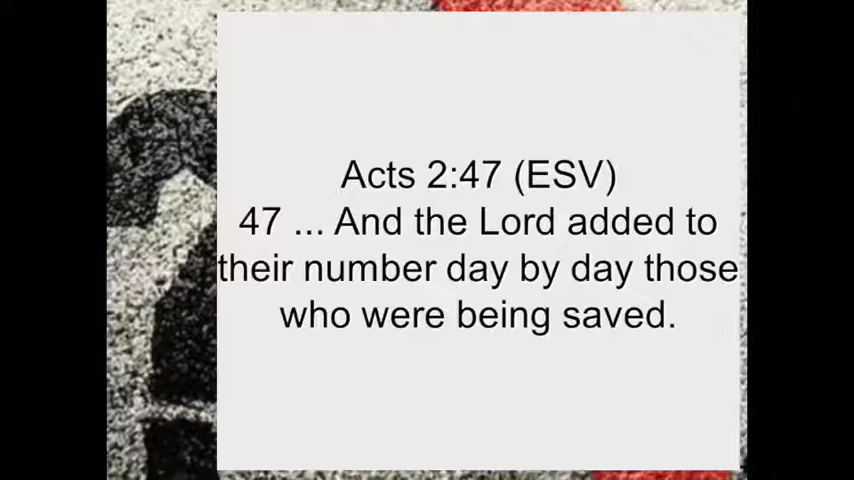 Acts 2:47 (ESV)
47 ... And the Lord added to
their number day by day those
who were being saved.